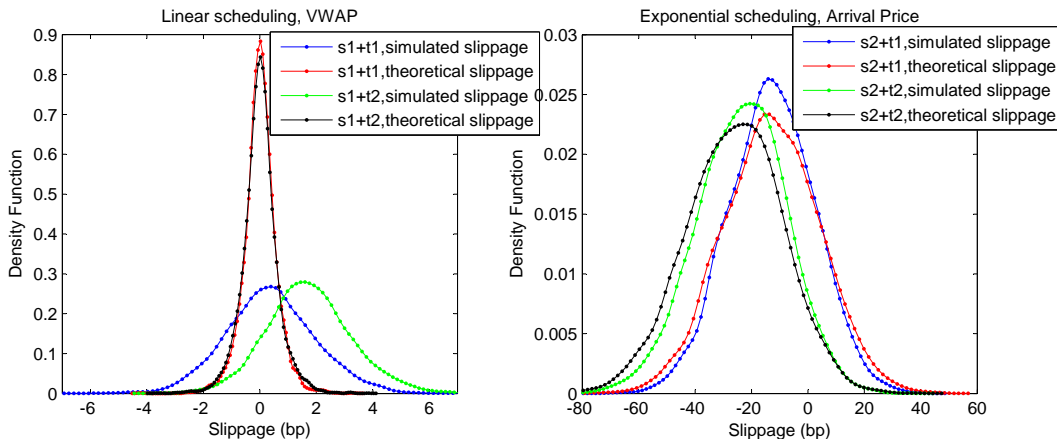 Linear scheduling, VWAP
0.9
0.8
0.7
0.6
0.5
0.4
0.3
0.2
0.1
0
Density Function
s1+t1,simulated slippage
s1+t1,theoretical slippage
s1+t2,simulated slippage
s1+t2,theoretical slippage
-6 -4 -2 0 2 4 6
Slippage (bp)
Exponential scheduling, Arrival Price
0.03
0.025
0.02
0.015
0.01
0.005
0
Density Function
s2+t1,simulated slippage
s2+t1,theoretical slippage
s2+t2,simulated slippage
s2+t2,theoretical slippage
-80 -60 -40 -20 0 20 40 60
Slippage (bp)